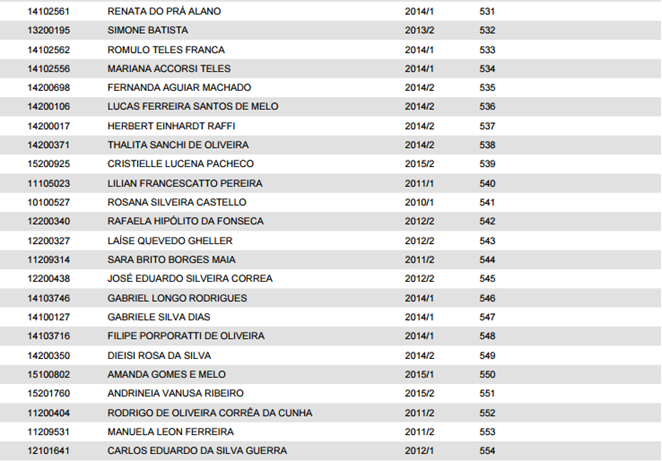 14102561 RENATA DO PRÁ ALANO 2014/1 531
13200195 SIMONE BATISTA 2013/2 532
14102562 ROMULO TELES FRANCA 2014/1 533
14102556 MARIANA ACCORSI TELES 2014/1 534
14200698 FERNANDA AGUIAR MACHADO 2014/2 535
14200106 LUCAS FERREIRA SANTOS DE MELO 2014/2 536
14200017 HERBERT EINHARDT RAFFI 2014/2 537
14200371 THALITA SANCHI DE OLIVEIRA 2014/2 538
15200925 CRISTIELLE LUCENA PACHECO 2015/2 539
11105023 LILIAN FRANCESCATTO PEREIRA 2011/1 540
10100527 ROSANA SILVEIRA CASTELLO 2010/1 541
12200340 RAFAELA HIPÓLITO DA FONSECA 2012/2 542
12200327 LAÍSE QUEVEDO GHELLER 2012/2 543
11209314 SARA BRITO BORGES MAIA 2011/2 544
12200438 JOSÉ EDUARDO SILVEIRA CORREA 2012/2 545
14103746 GABRIEL LONGO RODRIGUES 2014/1 546
14100127 GABRIELE SILVA DIAS 2014/1 547
14103716 FILIPE PORPORATTI DE OLIVEIRA 2014/1 548
14200350 DIEISI ROSA DA SILVA 2014/2 549
15100802 AMANDA GOMES E MELO 2015/1 550
15201760 ANDRINEIA VANUSA RIBEIRO 2015/2 551
11200404 RODRIGO DE OLIVEIRA CORRÊA DA CUNHA 2011/2 552
11209531 MANUELA LEON FERREIRA 2011/2 553
12101641 CARLOS EDUARDO DA SILVA GUERRA 2012/1 554